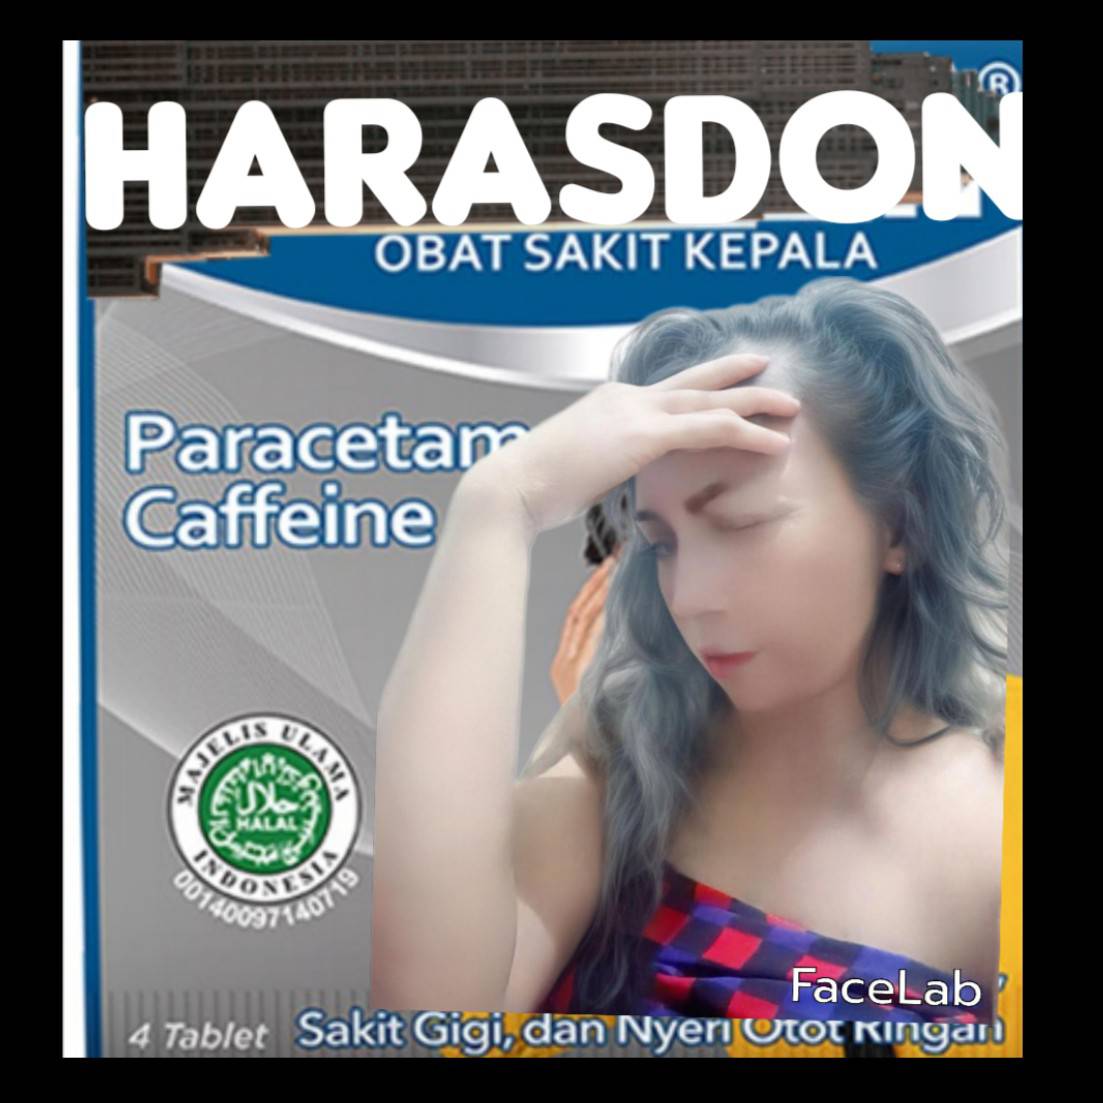 ®
HARASDON
OBAT SAKIT KEPALA
Paracetam
Caffeine
MAJELIS ULAMA
حلال
HALAL
INDONESIA
00140097140719
FaceLab
4 Tablet
Sakit Gigi, dan Nyeri Otot Ringan